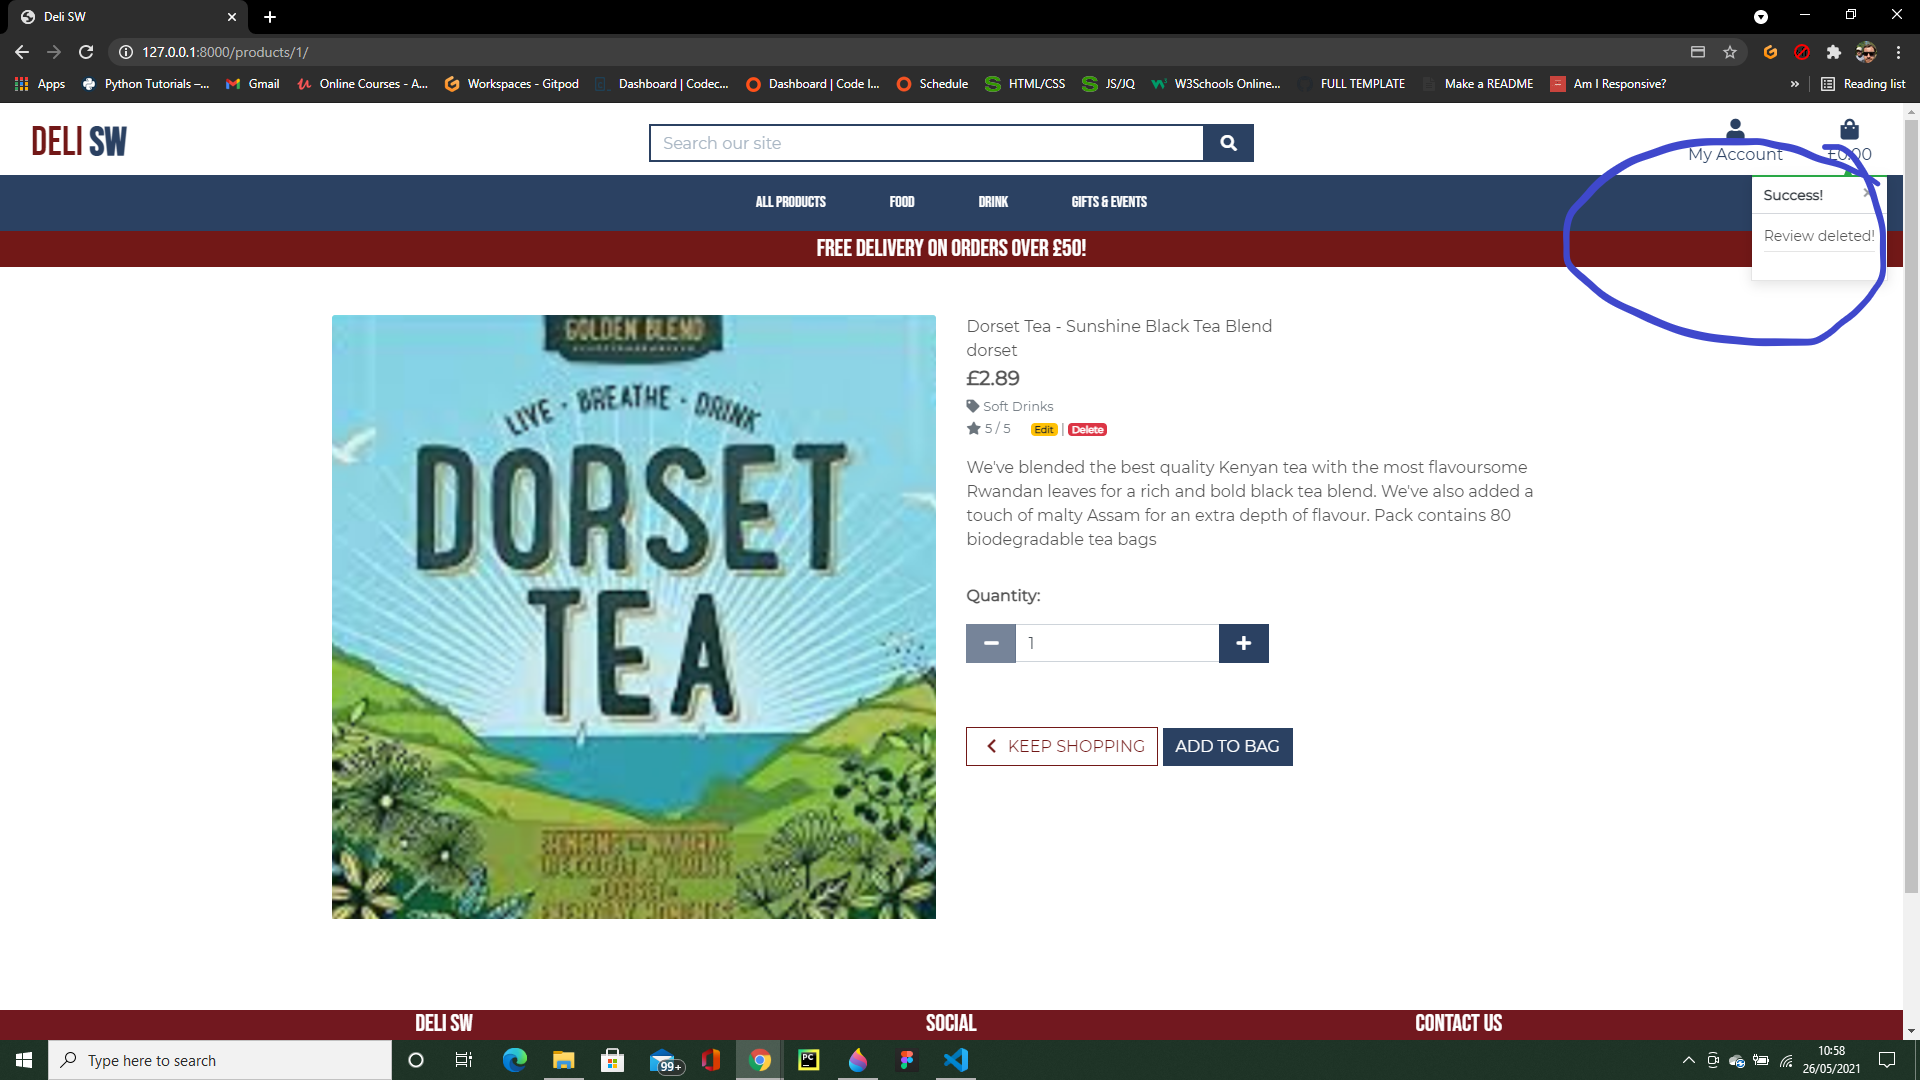 Deli SW
127.0.0.1:8000/products/1/
Apps
Python Tutorials –...
Gmail
Online Courses - A...
Workspaces - Gitpod
Dashboard | Codec...
Dashboard | Code I...
Schedule
HTML/CSS
JS/JQ
W3Schools Online...
FULL TEMPLATE
Make a README
Am I Responsive?
»
Reading list
DELI SW
Search our site
My Account
£0.00
ALL PRODUCTS
FOOD
DRINK
GIFTS & EVENTS
Success!
Review deleted!
FREE DELIVERY ON ORDERS OVER £50!
GOLDEN BLEND
LIVE · BREATHE · DRINK
DORSET
TEA
Dorset Tea - Sunshine Black Tea Blend
dorset
£2.89
Soft Drinks
5 / 5
Edit | Delete
We've blended the best quality Kenyan tea with the most flavoursome
Rwandan leaves for a rich and bold black tea blend. We've also added a
touch of malty Assam for an extra depth of flavour. Pack contains 80
biodegradable tea bags
Quantity:
1
KEEP SHOPPING
ADD TO BAG
DELI SW
SOCIAL
CONTACT US
Type here to search
99+
PC
10:58
26/05/2021